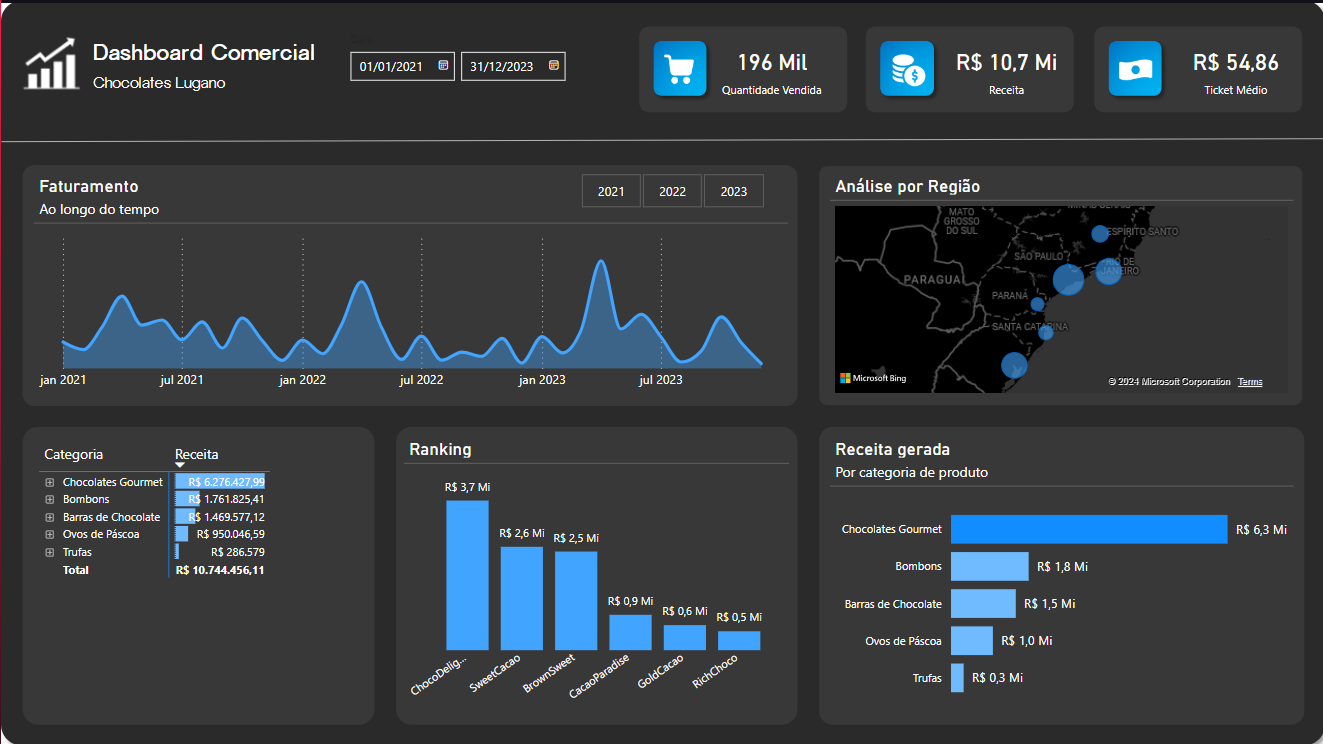 Dashboard Comercial
Chocolates Lugano
01/01/2021
31/12/2023
196 Mil
Quantidade Vendida
R$ 10,7 Mi
Receita
R$ 54,86
Ticket Médio
Faturamento
Ao longo do tempo
2021
2022
2023
jan 2021
jul 2021
jan 2022
jul 2022
jan 2023
jul 2023
Análise por Região
MINAS GERAIS
MATO
GROSSO
DO SUL
ESPÍRITO SANTO
SÃO PAULO
RIO DE
JANEIRO
PARAGUAI
PARANÁ
SANTA CATARINA
Microsoft Bing
© 2024 Microsoft Corporation Terms
Categoria Receita
Chocolates Gourmet R$ 6.276.427,99
Bombons R$ 1.761.825,41
Barras de Chocolate R$ 1.469.577,12
Ovos de Páscoa R$ 950.046,59
Trufas R$ 286.579
Total R$ 10.744.456,11
Ranking
R$ 3,7 Mi
R$ 2,6 Mi
R$ 2,5 Mi
R$ 0,9 Mi
R$ 0,6 Mi
R$ 0,5 Mi
ChocoDelig...
SweetCacao
BrownSweet
CacaoParadise
GoldCacao
RichChoco
Receita gerada
Por categoria de produto
Chocolates Gourmet R$ 6,3 Mi
Bombons R$ 1,8 Mi
Barras de Chocolate R$ 1,5 Mi
Ovos de Páscoa R$ 1,0 Mi
Trufas R$ 0,3 Mi